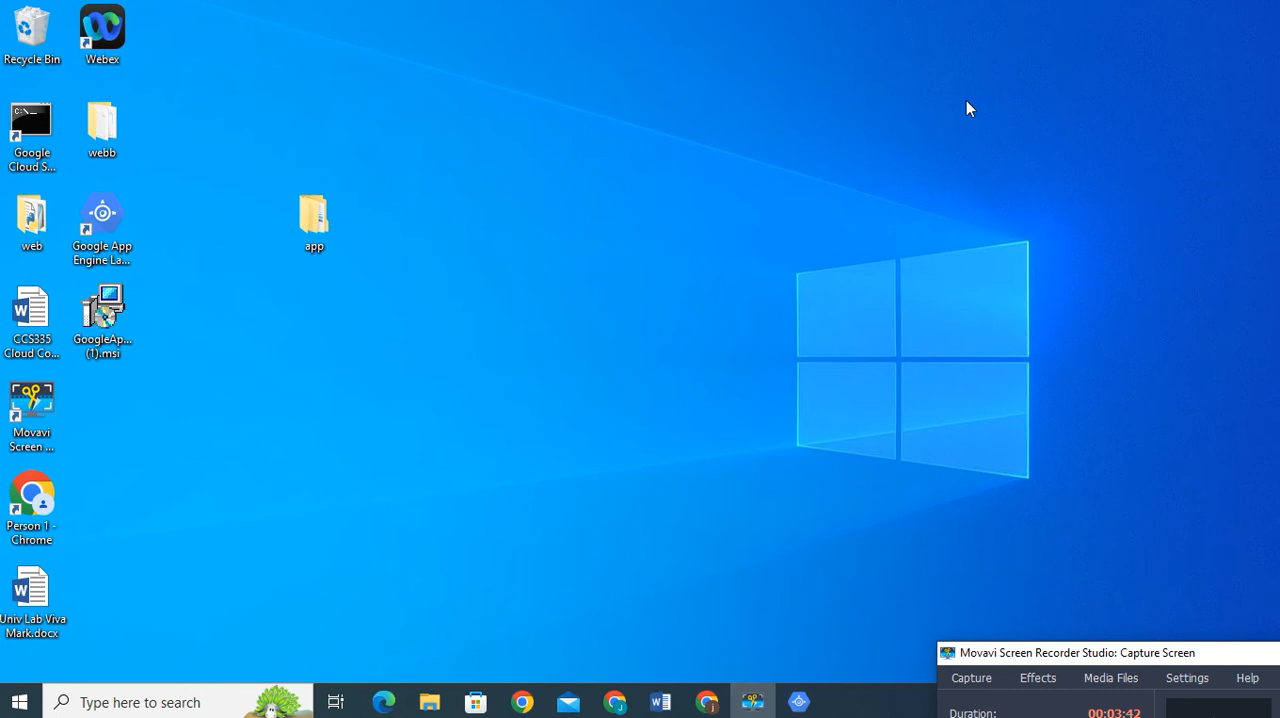 Recycle Bin
Webex
Google
Cloud S...
webb
web
Google App
Engine La...
app
CCS335
Cloud Co...
GoogleAp...
(1).msi
Movavi
Screen ...
Person 1 -
Chrome
Univ Lab Viva
Mark.docx
Movavi Screen Recorder Studio: Capture Screen
Capture Effects Media Files Settings Help
Duration: 00:03:42
Type here to search